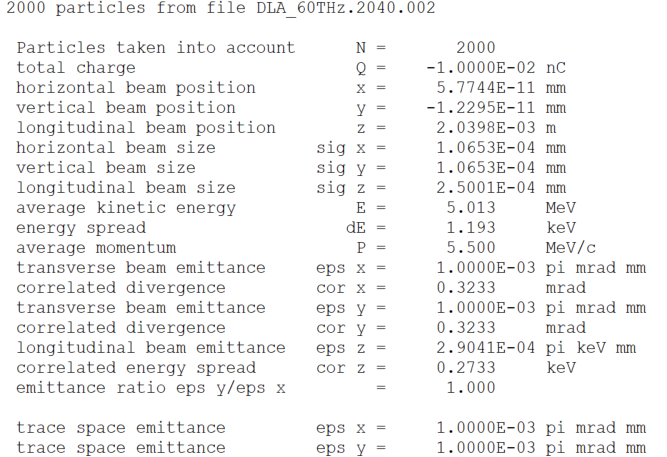 2000 particles from file DLA_60THz.2040.002
Particles taken into account N = 2000
total charge Q = -1.0000E-02 nC
horizontal beam position x = 5.7744E-11 mm
vertical beam position y = -1.2295E-11 mm
longitudinal beam position z = 2.0398E-03 m
horizontal beam size sig x = 1.0653E-04 mm
vertical beam size sig y = 1.0653E-04 mm
longitudinal beam size sig z = 2.5001E-04 mm
average kinetic energy E = 5.013 MeV
energy spread dE = 1.193 keV
average momentum P = 5.500 MeV/c
transverse beam emittance eps x = 1.0000E-03 pi mrad mm
correlated divergence cor x = 0.3233 mrad
transverse beam emittance eps y = 1.0000E-03 pi mrad mm
correlated divergence cor y = 0.3233 mrad
longitudinal beam emittance eps z = 2.9041E-04 pi keV mm
correlated energy spread cor z = 0.2733 keV
emittance ratio eps y/eps x = 1.000
trace space emittance eps x = 1.0000E-03 pi mrad mm
trace space emittance eps y = 1.0000E-03 pi mrad mm